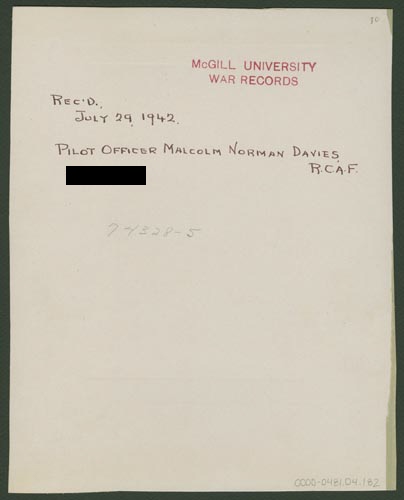 10
McGILL UNIVERSITY
WAR RECORDS
REC'D.,
JULY 29, 1942.
PILOT OFFICER MALCOLM NORMAN DAVIES,
R.C.A.F.
74328-5
0000-0481.04.182